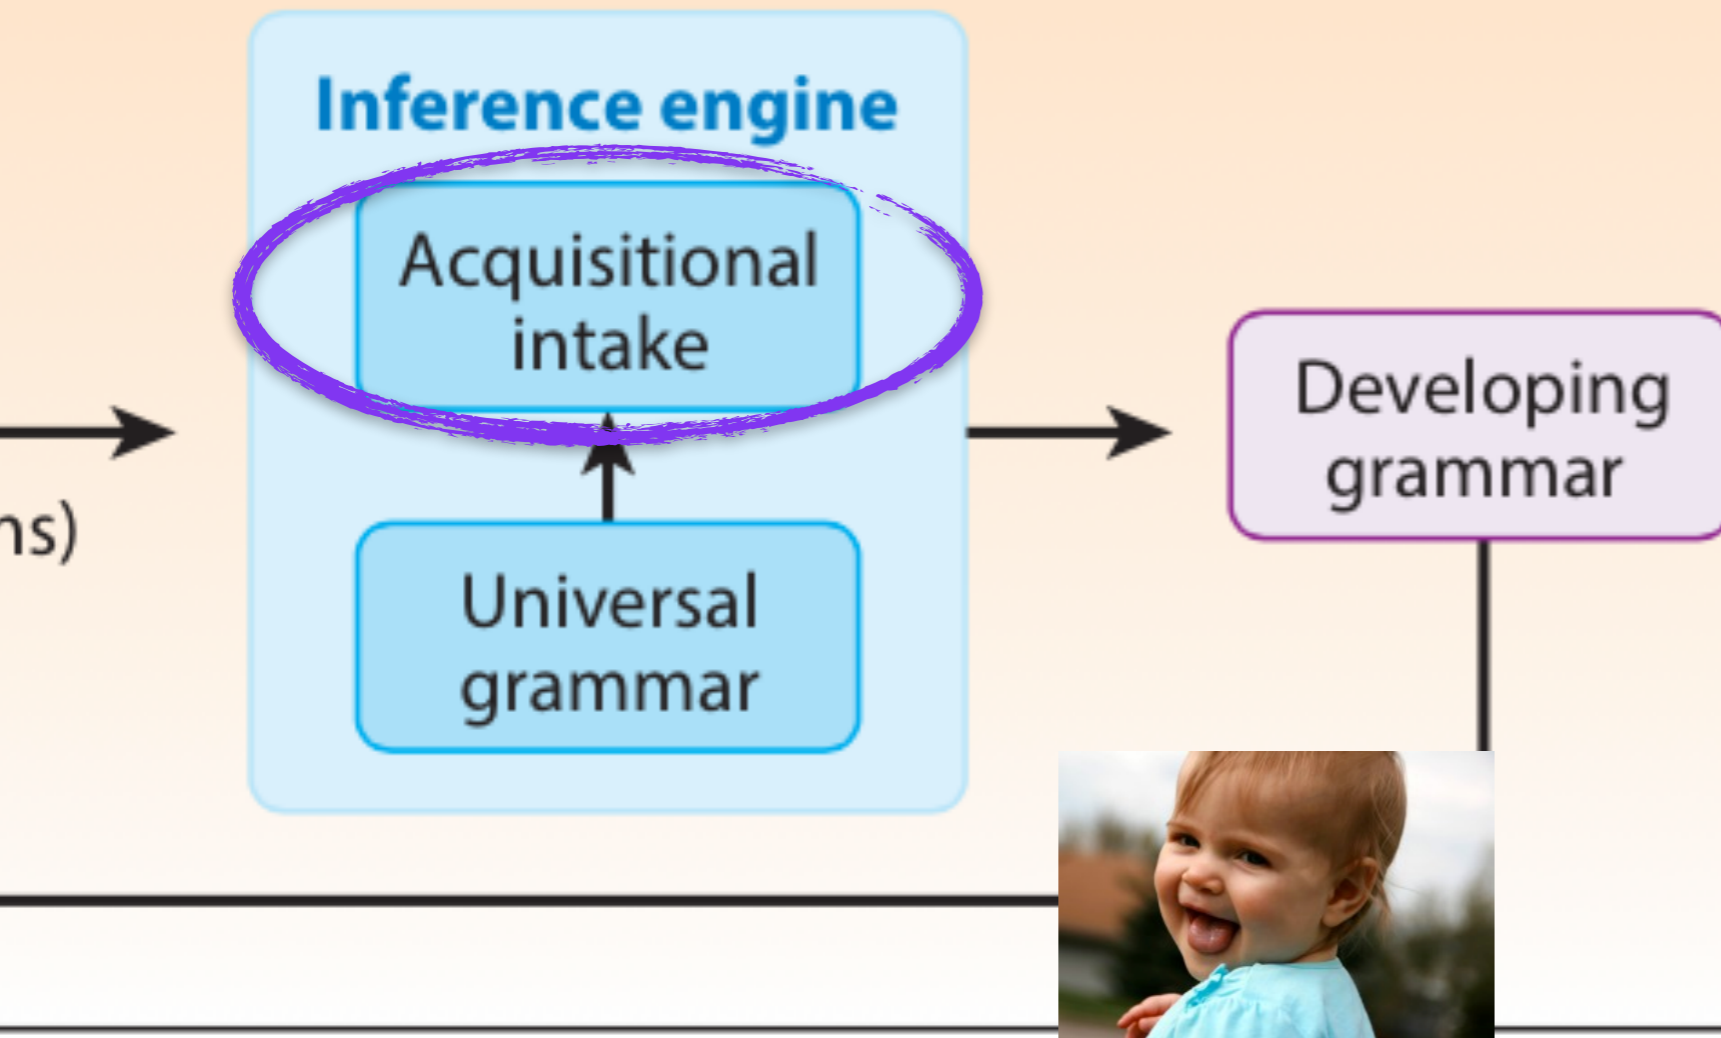 Inference engine
Acquisitional
intake
Developing
grammar
ns)
Universal
grammar